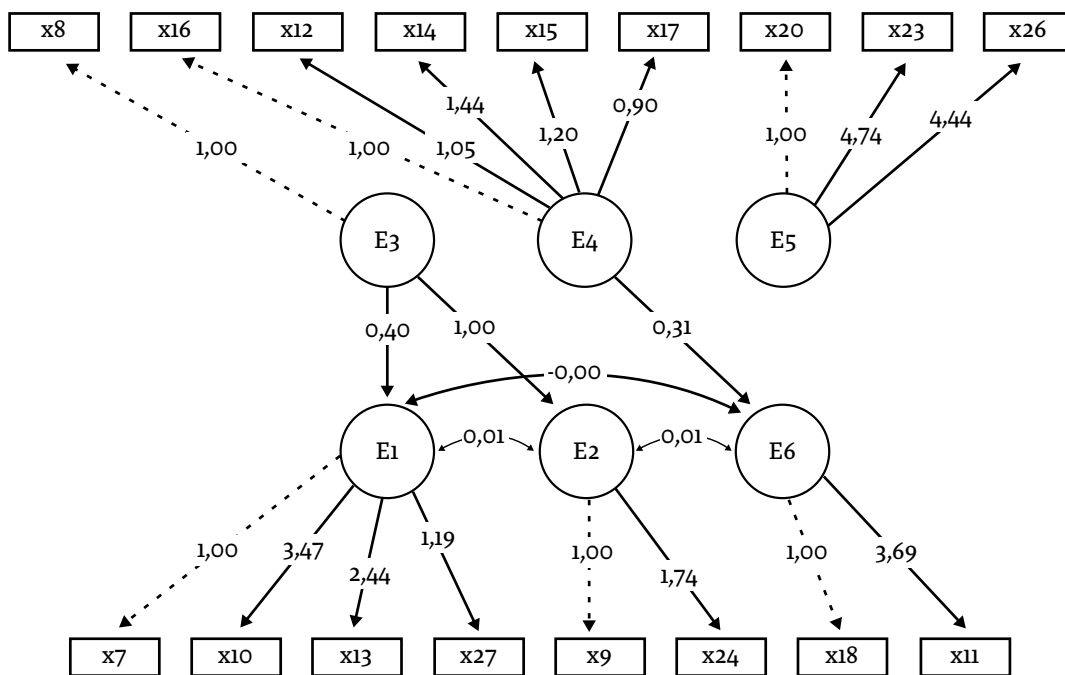 x8 x16 x12 x14 x15 x17 x20 x23 x26
1,44 0,90 4,44
1,00 1,00 1,05 1,20 1,00 4,74
E3 E4 E5
0,40 1,00 0,31
-0,00
E1 0,01 E2 0,01 E6
1,00 3,47 2,44 1,19 1,00 1,74 1,00 3,69
x7 x10 x13 x27 x9 x24 x18 x11